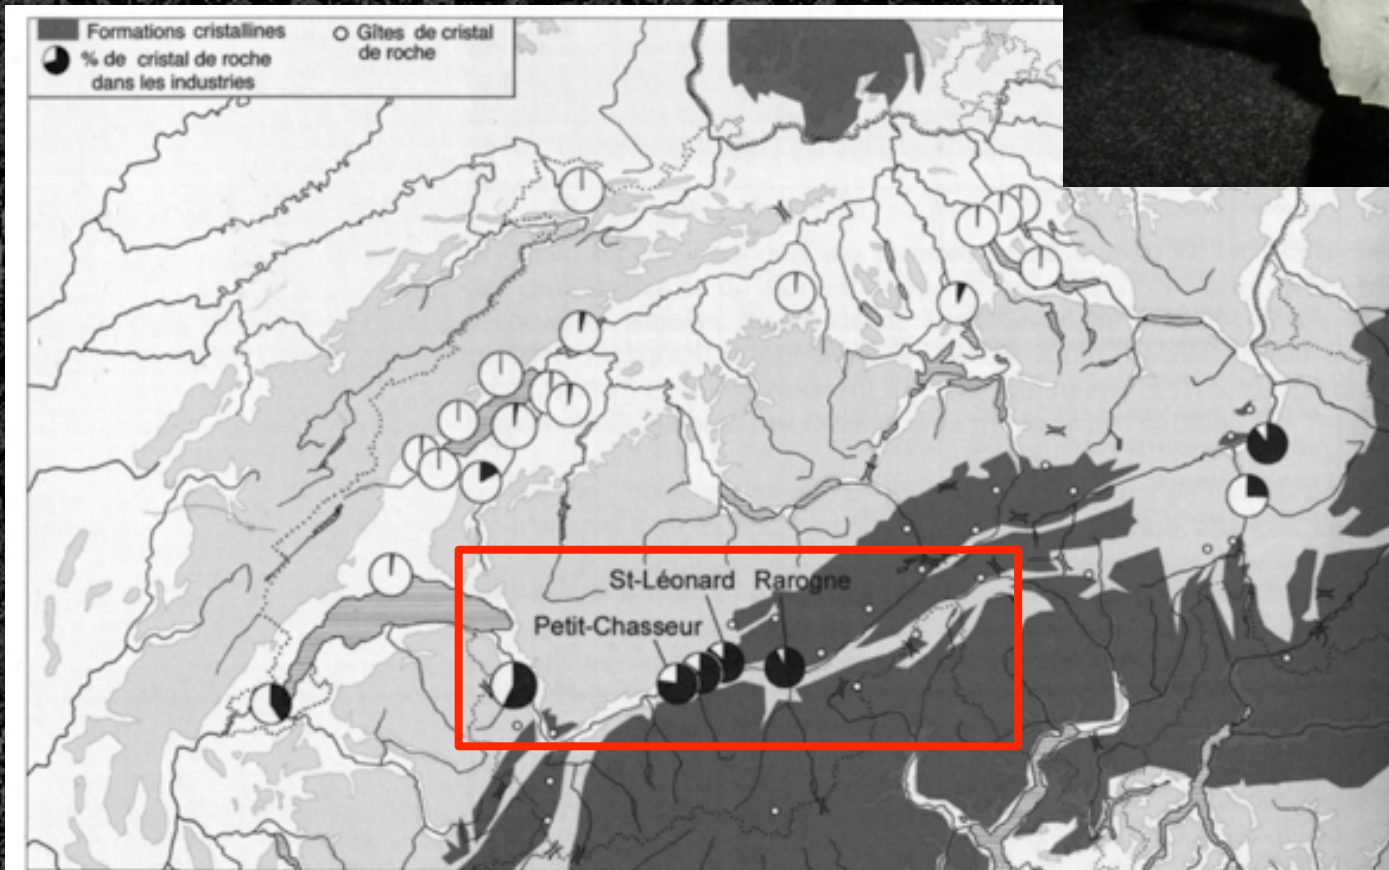 Formations cristallines
% de cristal de roche
dans les industries
Gîtes de cristal
de roche
St-Léonard
Rarogne
Petit-Chasseur